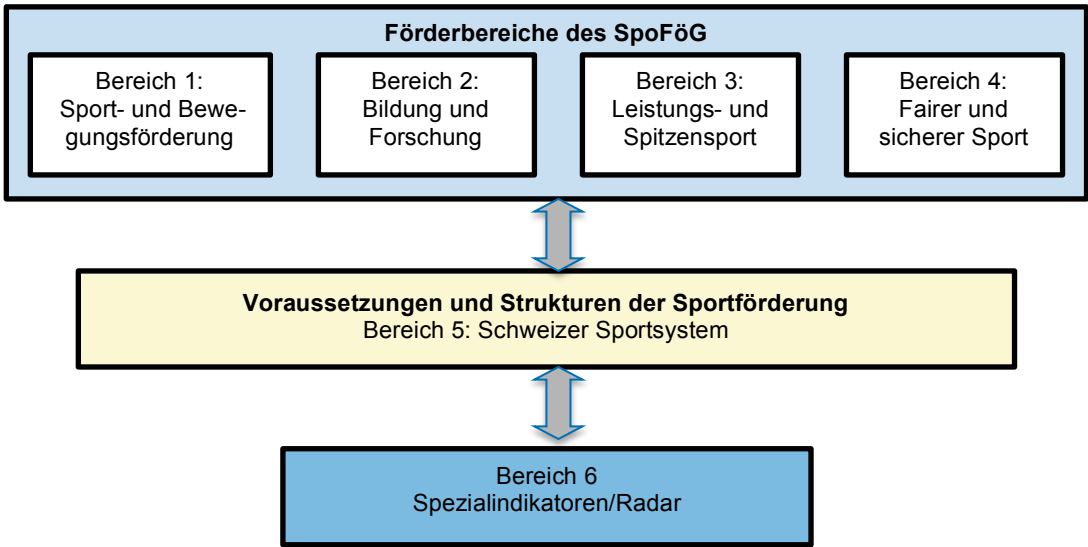 Förderbereiche des SpoFöG
Bereich 1:
Sport- und Bewe-
gungsförderung
Bereich 2:
Bildung und
Forschung
Bereich 3:
Leistungs- und
Spitzensport
Bereich 4:
Fairer und
sicherer Sport
Voraussetzungen und Strukturen der Sportförderung
Bereich 5: Schweizer Sportsystem
Bereich 6
Spezialindikatoren/Radar